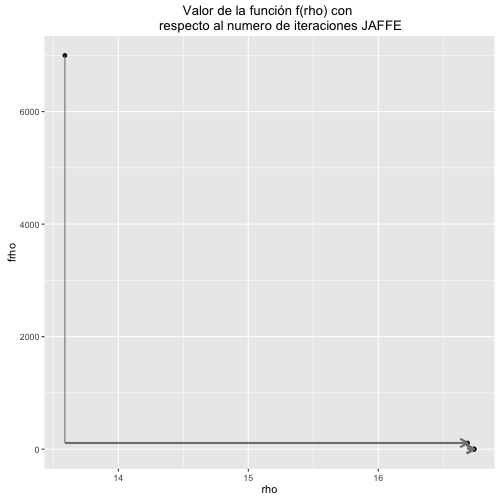 Valor de la función f(rho) con
respecto al numero de iteraciones JAFFE
6000
4000
2000
0
frho
14
15
16
rho